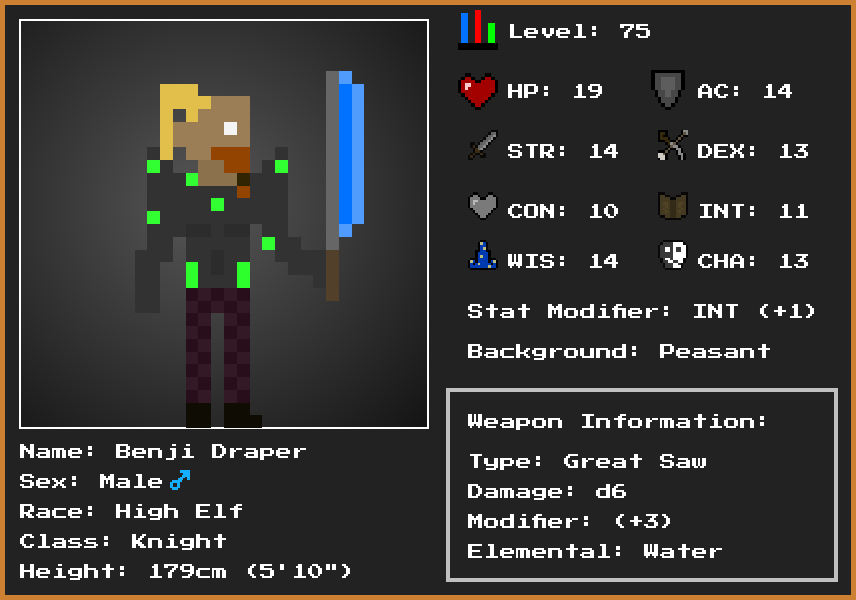 Level: 75
HP: 19
AC: 14
STR: 14
DEX: 13
CON: 10
INT: 11
WIS: 14
CHA: 13
Stat Modifier: INT (+1)
Background: Peasant
Weapon Information:
Type: Great Saw
Damage: d6
Modifier: (+3)
Elemental: Water
Name: Benji Draper
Sex: Male♂
Race: High Elf
Class: Knight
Height: 179cm (5'10")